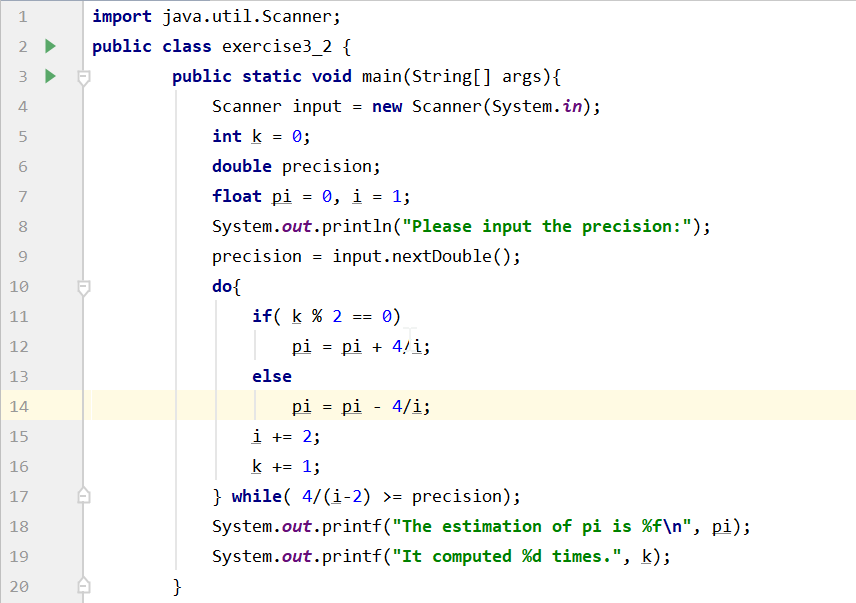 1 import java.util.Scanner;
2 public class exercise3_2 {
3 public static void main(String[] args){
4 Scanner input = new Scanner(System.in);
5 int k = 0;
6 double precision;
7 float pi = 0, i = 1;
8 System.out.println("Please input the precision:");
9 precision = input.nextDouble();
10 do{
11 if( k % 2 == 0)
12 pi = pi + 4/i;
13 else
14 pi = pi - 4/i;
15 i += 2;
16 k += 1;
17 } while( 4/(i-2) >= precision);
18 System.out.printf("The estimation of pi is %f\n", pi);
19 System.out.printf("It computed %d times.", k);
20 }